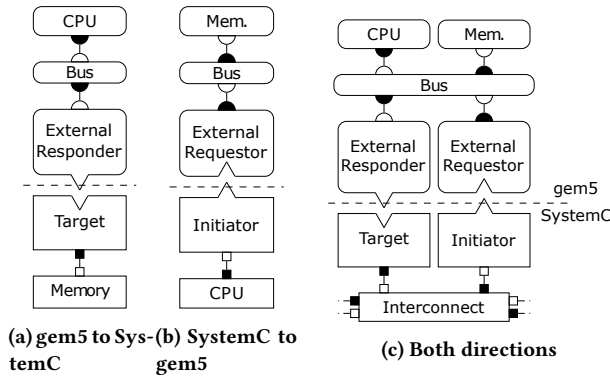 CPU
Bus
External
Responder
Target
Memory
(a) gem5 to Sys-
temC
Mem.
Bus
External
Requestor
Initiator
CPU
(b) SystemC to
gem5
CPU
Mem.
Bus
External
Responder
External
Requestor
gem5
SystemC
Target
Initiator
Interconnect
(c) Both directions